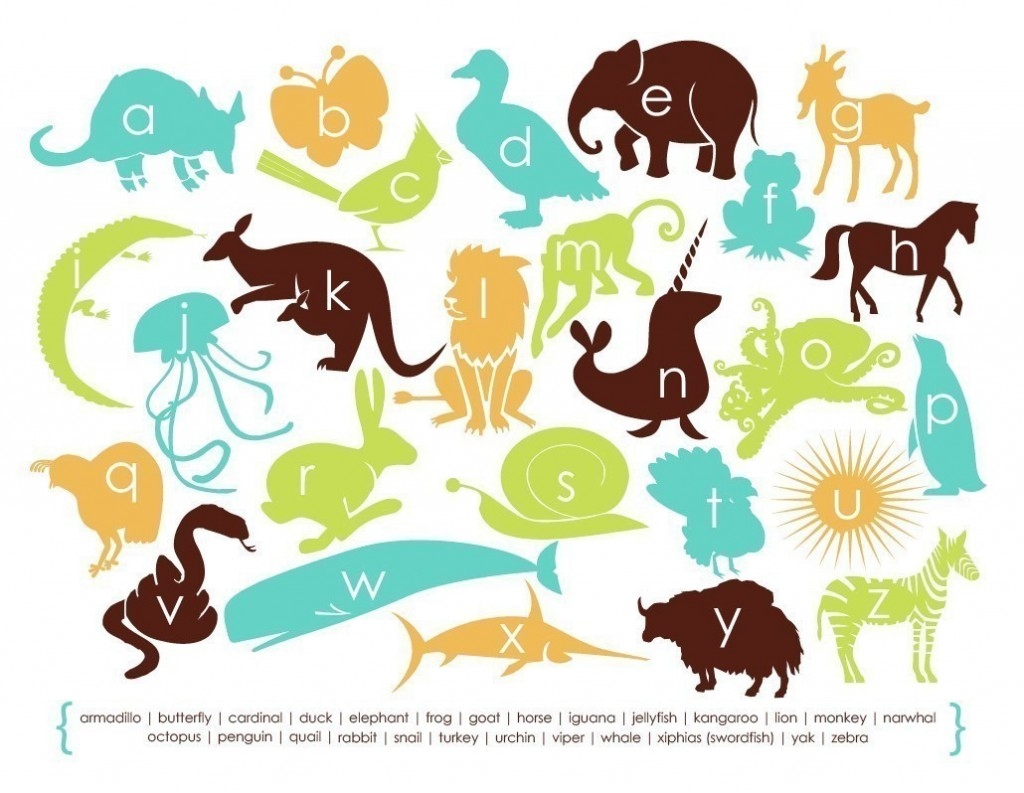 a
b
c
d
e
f
g
h
i
j
k
l
m
n
o
p
q
r
s
t
u
v
w
x
y
z
{ armadillo | butterfly | cardinal | duck | elephant | frog | goat | horse | iguana | jellyfish | kangaroo | lion | monkey | narwhal
octopus | penguin | quail | rabbit | snail | turkey | urchin | viper | whale | xiphias (swordfish) | yak | zebra }